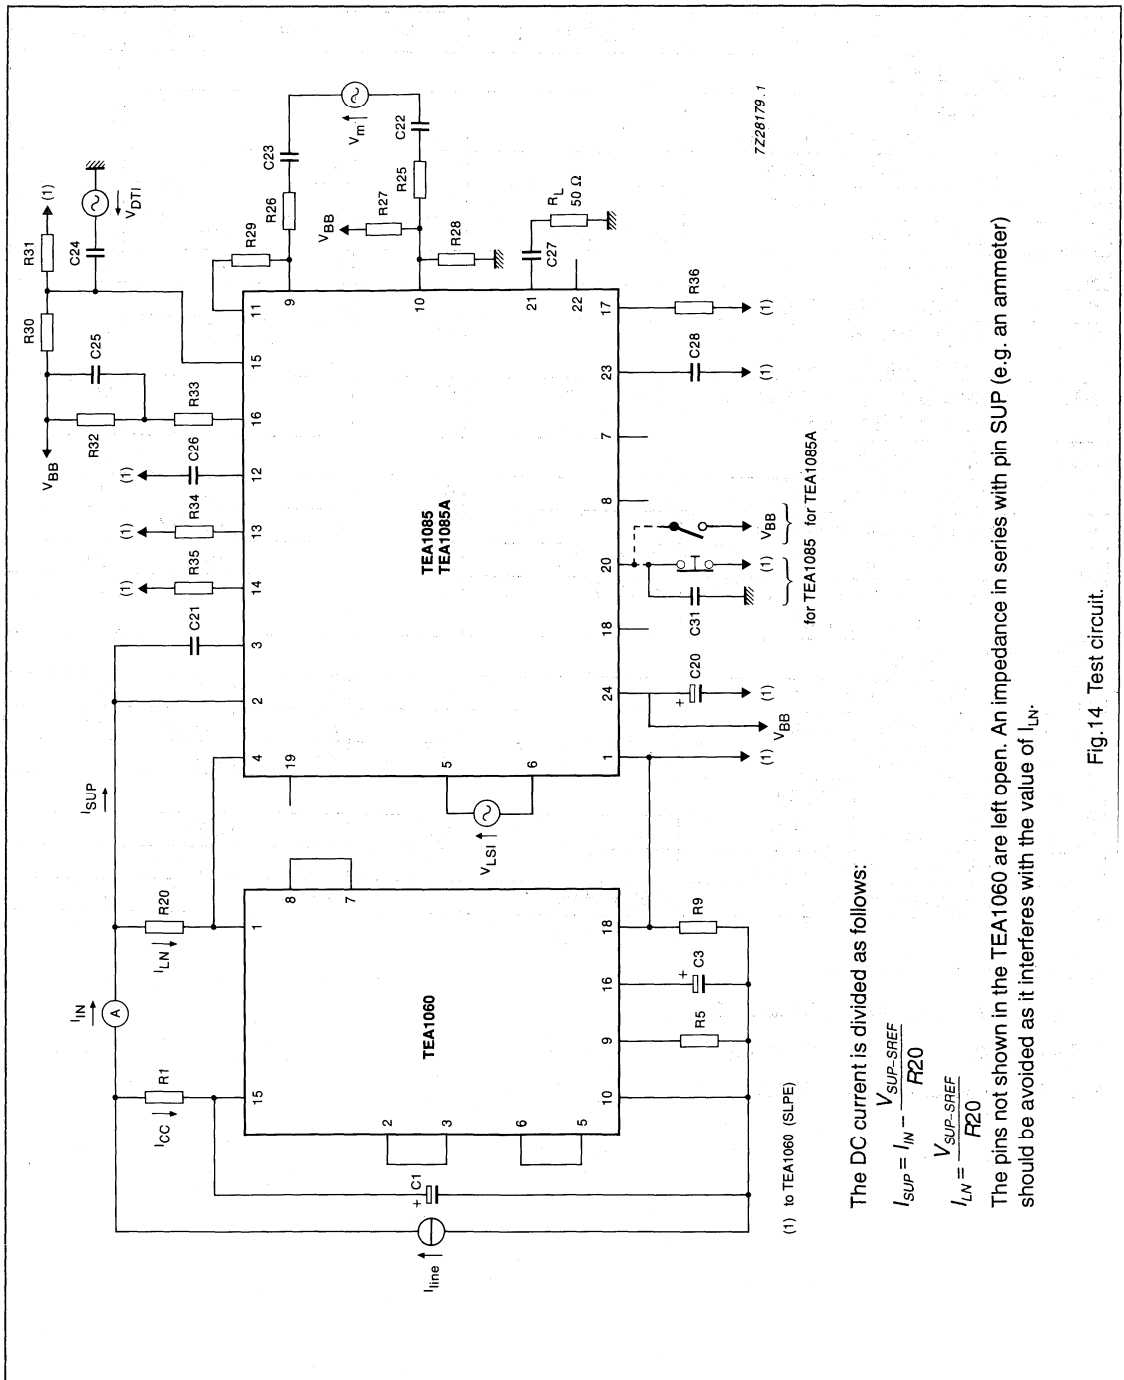 I_IN
A
I_SUP
I_CC
R1
I_LN
R20
C21
R35
R34
C26
R33
R32
C25
V_BB
R30
R31
C24
V_DTI
(1)
(1)
(1)
(1)
15
1
8
7
TEA1060
2
3
6
5
10
9
16
18
R5
C3
+
R9
C1
+
I_line
4
2
3
14
13
12
16
15
11
19
5
6
V_LSI
TEA1085
TEA1085A
9
10
21
22
R29
R26
C23
V_m
C22
R25
R27
V_BB
R28
C27
R_L
50 Ω
1
24
18
20
8
7
23
17
(1)
V_BB
C20
+
(1)
C31
(1)
V_BB
for TEA1085
for TEA1085A
C28
(1)
R36
(1)
7Z28179.1
(1) to TEA1060 (SLPE)
The DC current is divided as follows:
I_SUP = I_IN - V_SUP-SREF / R20
I_LN = V_SUP-SREF / R20
The pins not shown in the TEA1060 are left open. An impedance in series with pin SUP (e.g. an ammeter)
should be avoided as it interferes with the value of I_LN.
Fig.14 Test circuit.